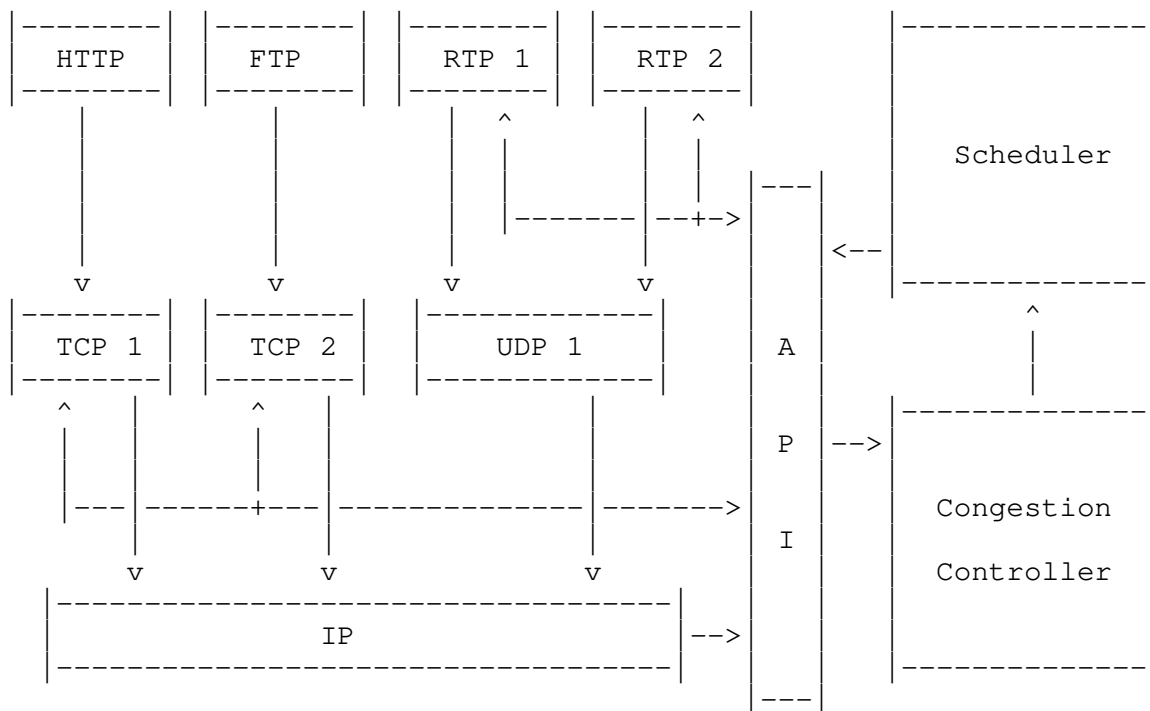 HTTP FTP RTP 1 RTP 2
Scheduler
TCP 1 TCP 2 UDP 1 A
P
Congestion
I
Controller
IP